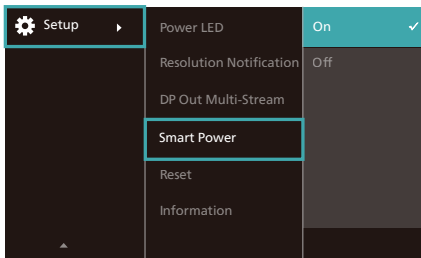 Setup
Power LED
Resolution Notification
DP Out Multi-Stream
Smart Power
Reset
Information
On
Off